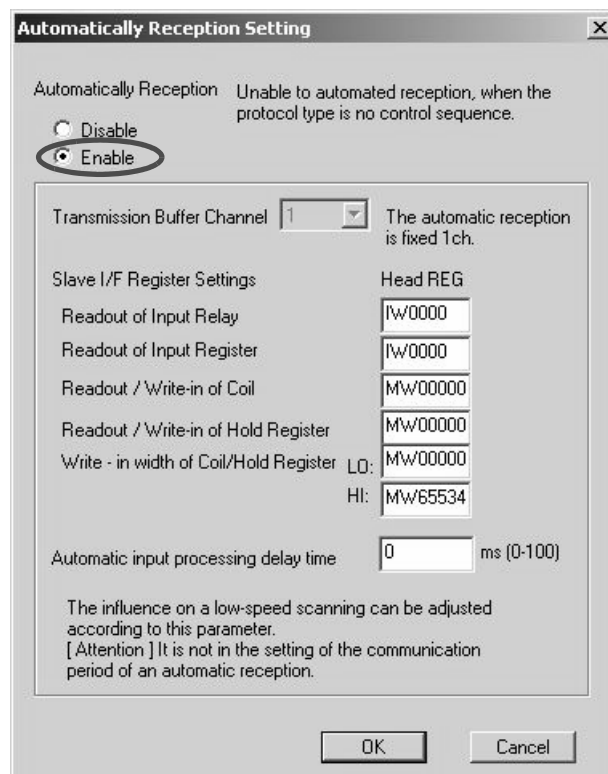 Automatically Reception Setting
Automatically Reception
Unable to automated reception, when the
protocol type is no control sequence.
Disable
Enable
Transmission Buffer Channel 1
The automatic reception
is fixed 1ch.
Slave I/F Register Settings Head REG
Readout of Input Relay IW0000
Readout of Input Register IW0000
Readout / Write-in of Coil MW00000
Readout / Write-in of Hold Register MW00000
Write - in width of Coil/Hold Register LO: MW00000
HI: MW65534
Automatic input processing delay time 0 ms (0-100)
The influence on a low-speed scanning can be adjusted
according to this parameter.
[ Attention ] It is not in the setting of the communication
period of an automatic reception.
OK Cancel